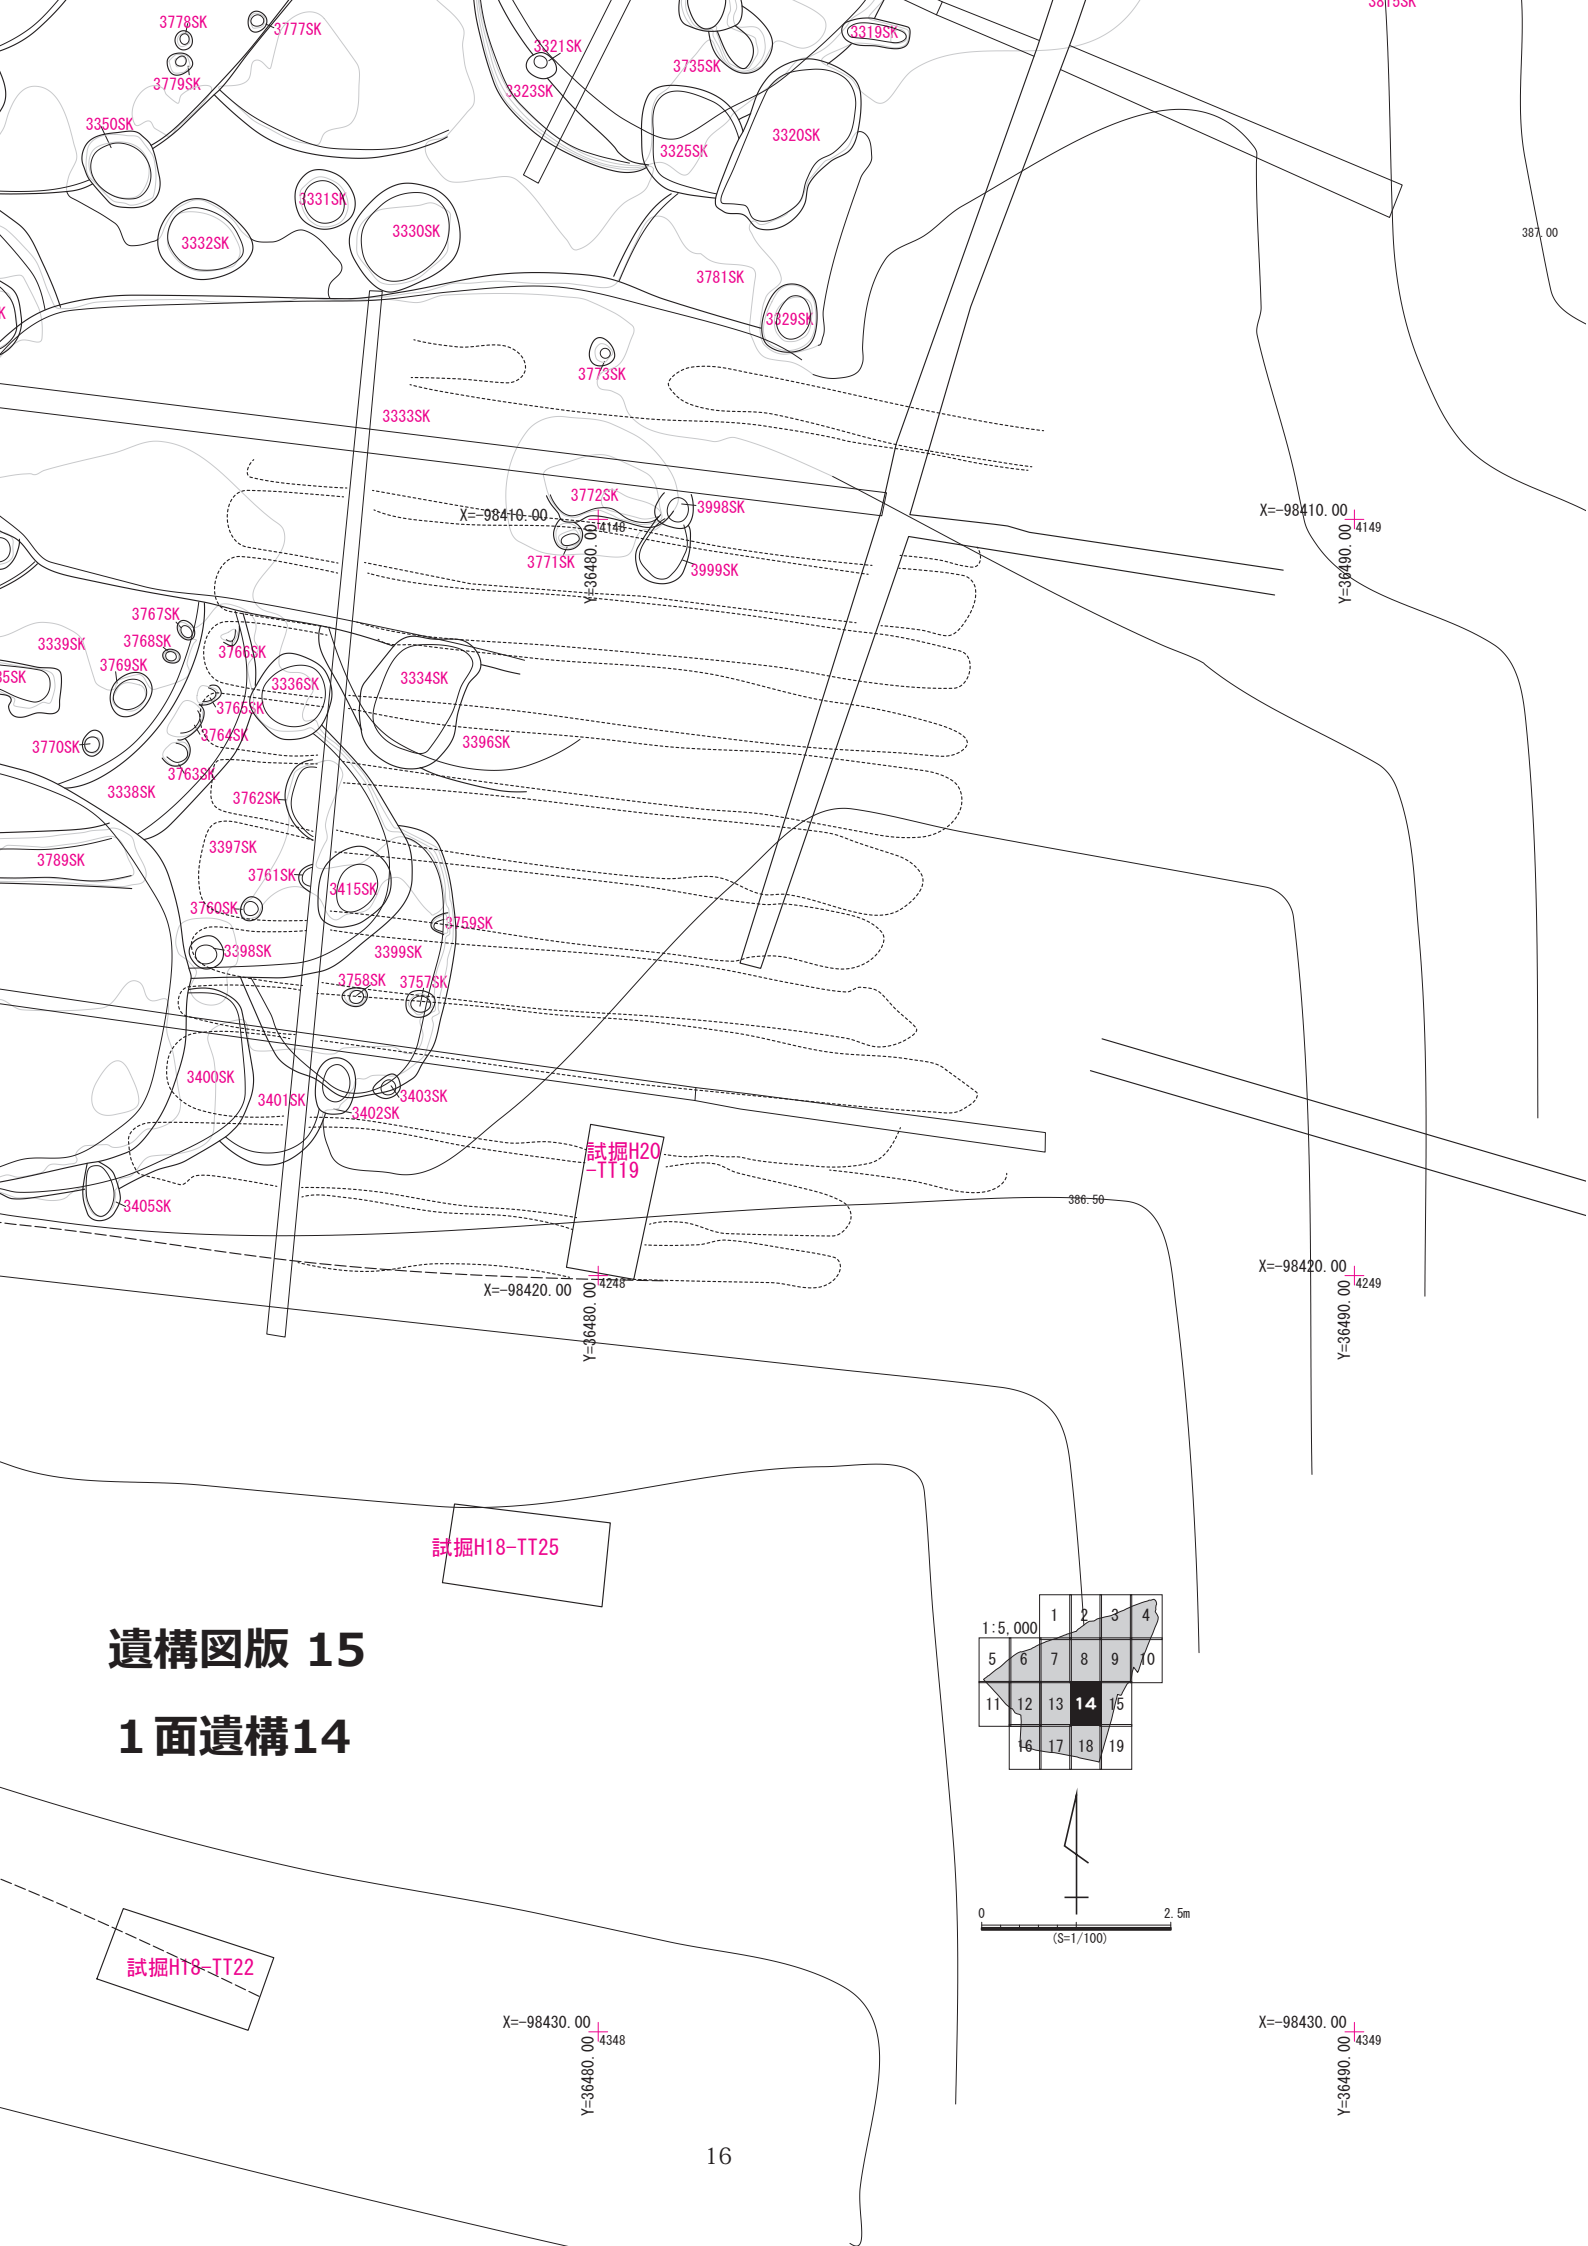 3815SK
3778SK
3777SK
3779SK
3321SK
3323SK
3735SK
3319SK
3350SK
3320SK
3325SK
3331SK
3332SK
3330SK
387.00
3781SK
K
3329SK
3773SK
3333SK
3772SK
3998SK
X=-98410.00
4148
Y=36480.00
X=-98410.00
4149
Y=36490.00
3771SK
3999SK
3767SK
3768SK
3766SK
3339SK
3769SK
35SK
3336SK
3334SK
3765SK
3764SK
3770SK
3396SK
3763SK
3338SK
3762SK
3397SK
3789SK
3761SK
3415SK
3760SK
3759SK
3398SK
3399SK
3758SK
3757SK
3400SK
3401SK
3403SK
3402SK
試掘H20
-TT19
3405SK
386.50
X=-98420.00
4248
Y=36480.00
X=-98420.00
4249
Y=36490.00
試掘H18-TT25
遺構図版 15
1面遺構14
1:5,000
1 2 3 4
5 6 7 8 9 10
11 12 13 14 15
16 17 18 19
0 2.5m
(S=1/100)
試掘H18-TT22
X=-98430.00
4348
Y=36480.00
X=-98430.00
4349
Y=36490.00
16